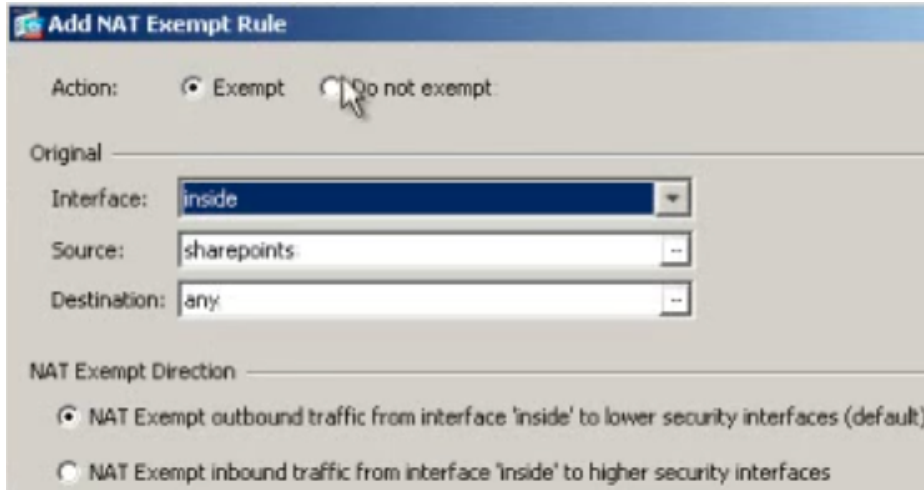 Add NAT Exempt Rule
Action: Exempt Do not exempt
Original
Interface: inside
Source: sharepoints
Destination: any
NAT Exempt Direction
NAT Exempt outbound traffic from interface 'inside' to lower security interfaces (default)
NAT Exempt inbound traffic from interface 'inside' to higher security interfaces